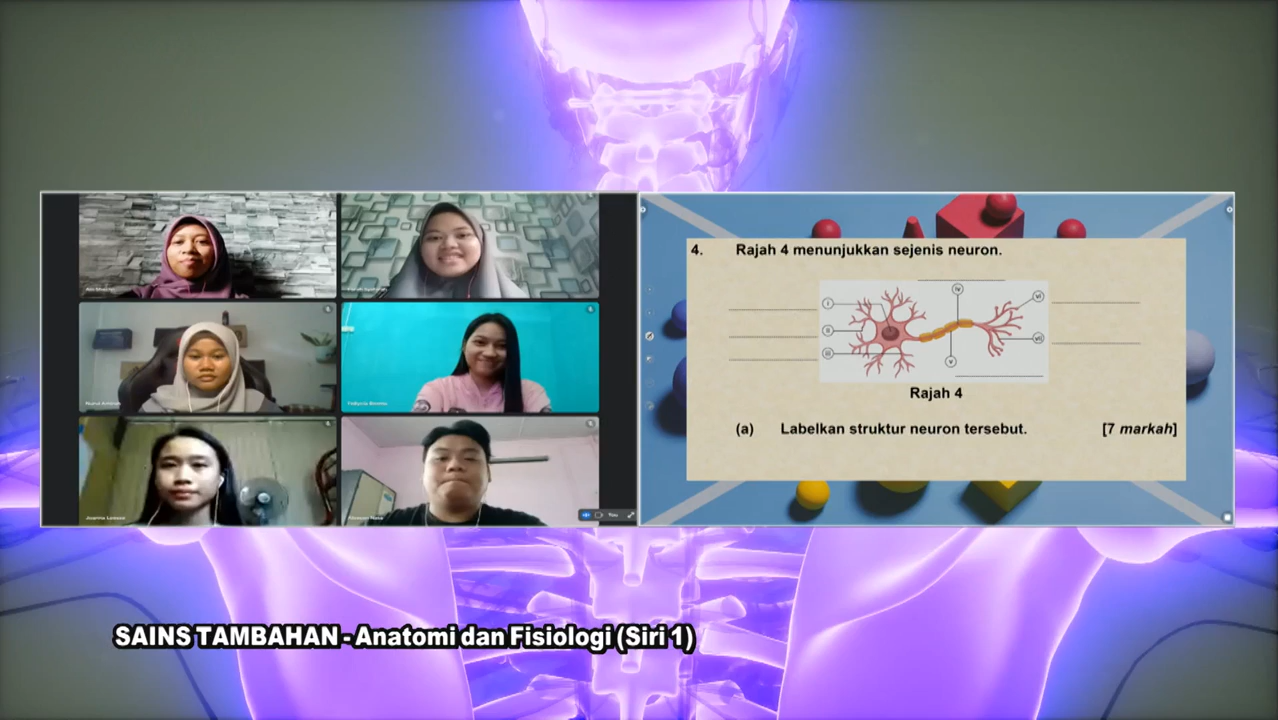 4. Rajah 4 menunjukkan sejenis neuron.
i
ii
iii
iv
v
vi
vii
Rajah 4
(a) Labelkan struktur neuron tersebut. [7 markah]
You
SAINS TAMBAHAN - Anatomi dan Fisiologi (Siri 1)